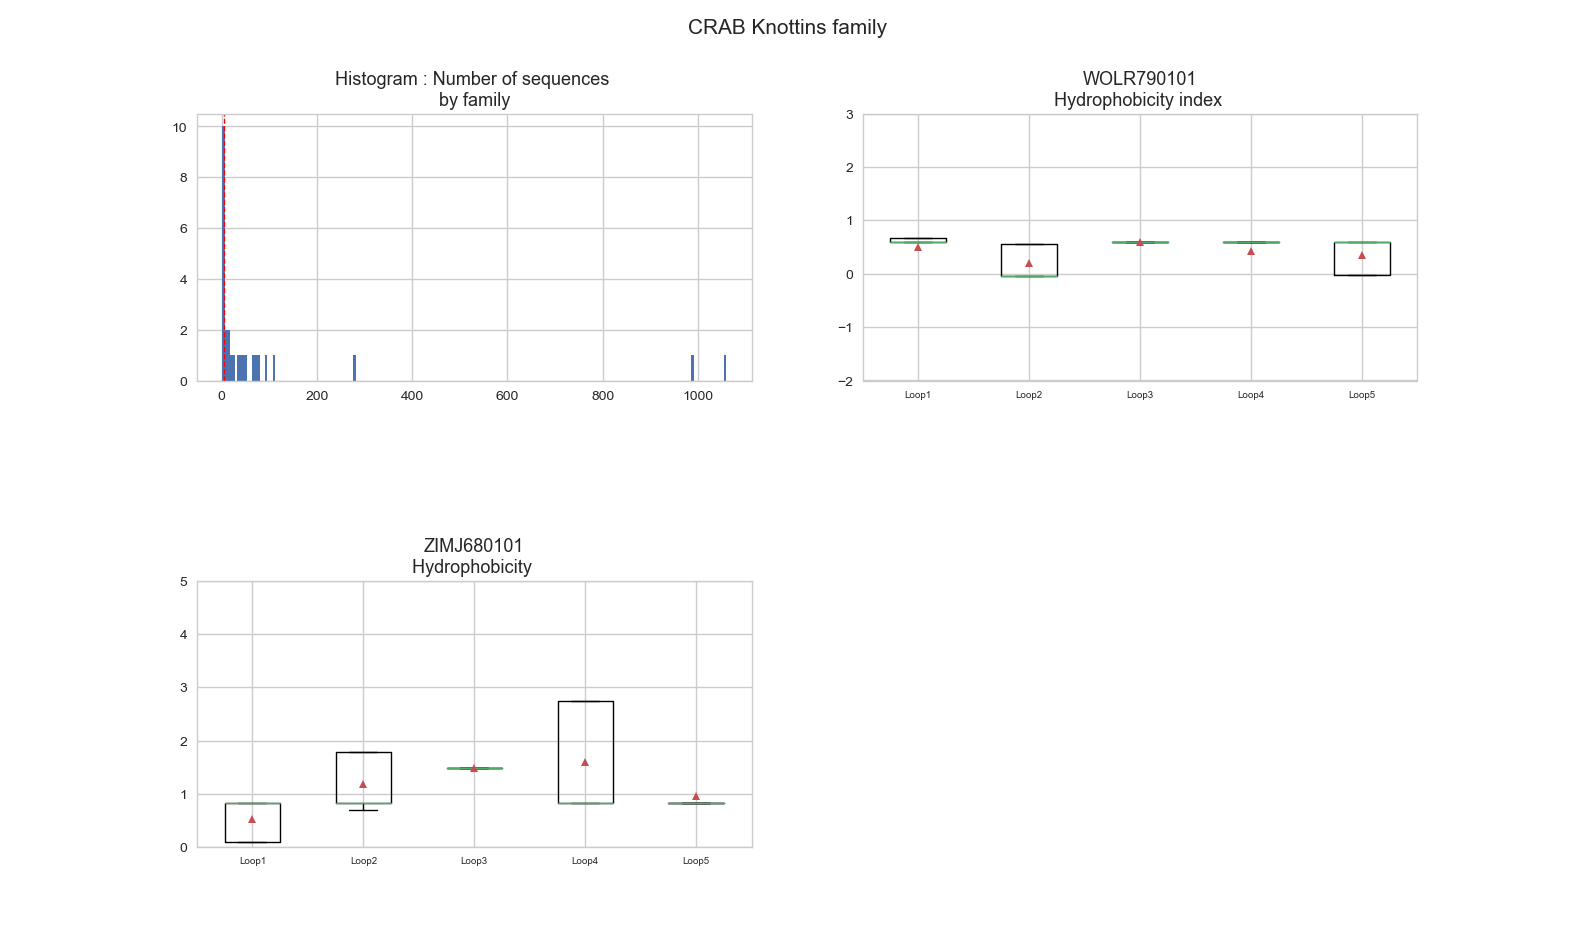 CRAB Knottins family
Histogram : Number of sequences
by family
10
8
6
4
2
0
0 200 400 600 800 1000
WOLR790101
Hydrophobicity index
3
2
1
0
−1
−2
Loop1 Loop2 Loop3 Loop4 Loop5
ZIMJ680101
Hydrophobicity
5
4
3
2
1
0
Loop1 Loop2 Loop3 Loop4 Loop5